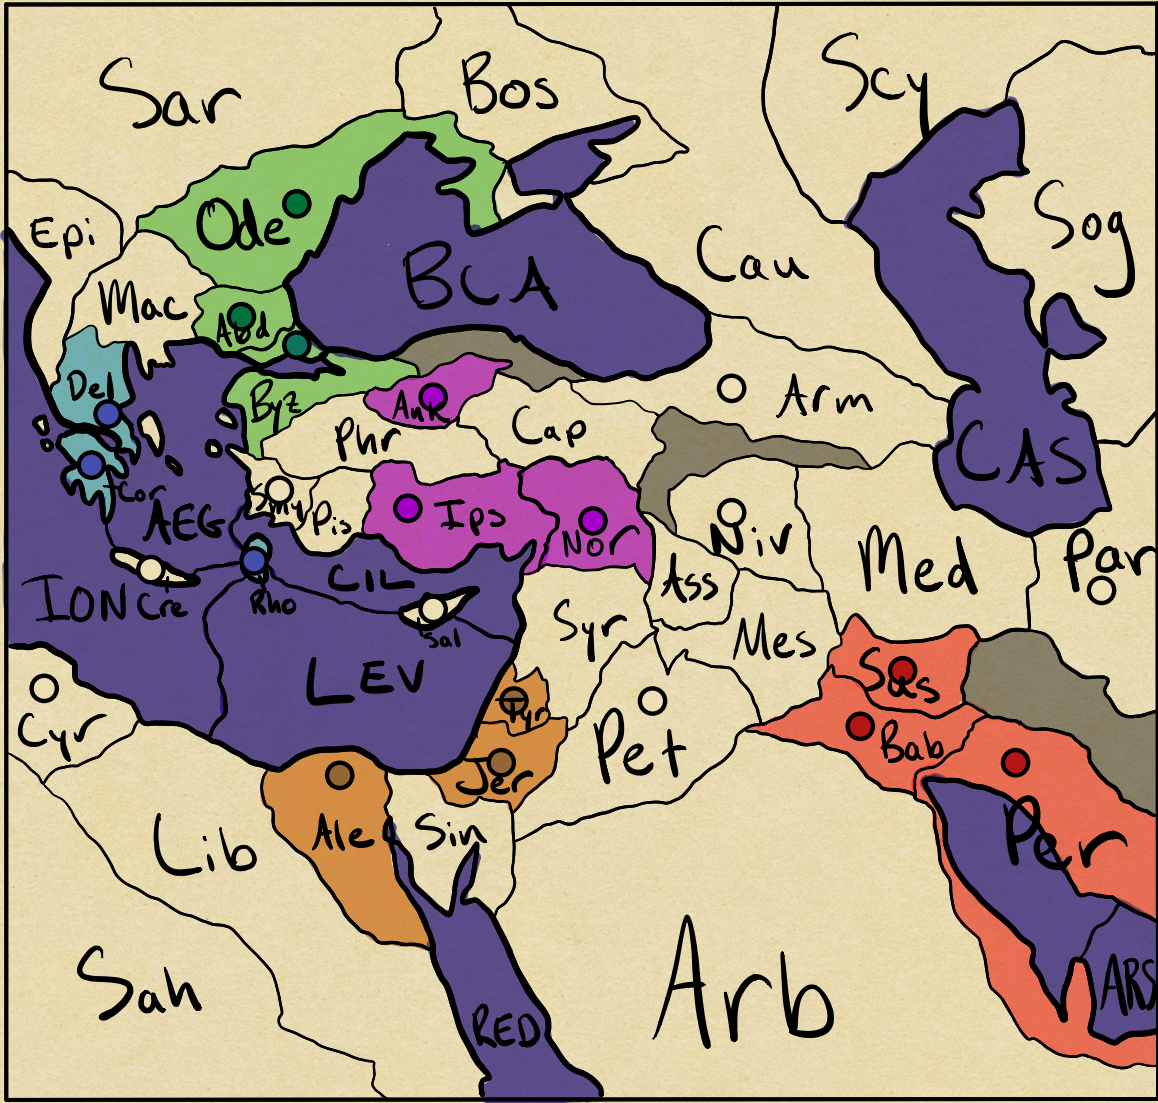 Sar
Bos
Scy
Epi
Ode
Sog
BCA
Cau
Mac
Abd
Del
Byz
Ank
Arm
Phr
Cap
CAS
Cor
AEG
Smy
Pis
Ips
Nor
Niv
Med
Par
ION
Cre
Rho
CIL
Sal
Ass
Syr
Mes
LEV
Sus
Cyr
Tyr
Pet
Bab
Jer
Lib
Ale
Sin
Per
Sah
Arb
RED
ARS